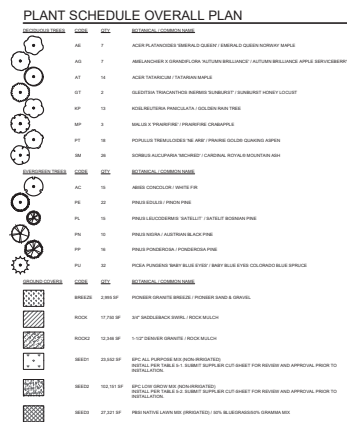 PLANT SCHEDULE OVERALL PLAN
DECIDUOUS TREES CODE QTY BOTANICAL / COMMON NAME
AE 7 ACER PLATANOIDES 'EMERALD QUEEN' / EMERALD QUEEN NORWAY MAPLE
AG 7 AMELANCHIER X GRANDIFLORA 'AUTUMN BRILLIANCE' / AUTUMN BRILLIANCE APPLE SERVICEBERRY
AT 14 ACER TATARICUM / TATARIAN MAPLE
GT 2 GLEDITSIA TRIACANTHOS INERMIS 'SUNBURST' / SUNBURST HONEY LOCUST
KP 13 KOELREUTERIA PANICULATA / GOLDEN RAIN TREE
MP 3 MALUS X 'PRAIRIFIRE' / PRAIRIFIRE CRABAPPLE
PT 18 POPULUS TREMULOIDES 'NE ARB' / PRAIRIE GOLD® QUAKING ASPEN
SM 26 SORBUS AUCUPARIA 'MICHRED' / CARDINAL ROYAL® MOUNTAIN ASH
EVERGREEN TREES CODE QTY BOTANICAL / COMMON NAME
AC 15 ABIES CONCOLOR / WHITE FIR
PE 22 PINUS EDULIS / PINON PINE
PL 15 PINUS LEUCODERMIS 'SATELLIT' / SATELIT BOSNIAN PINE
PN 10 PINUS NIGRA / AUSTRIAN BLACK PINE
PP 16 PINUS PONDEROSA / PONDEROSA PINE
PU 32 PICEA PUNGENS 'BABY BLUE EYES' / BABY BLUE EYES COLORADO BLUE SPRUCE
GROUND COVERS CODE QTY BOTANICAL / COMMON NAME
BREEZE 2,995 SF PIONEER GRANITE BREEZE / PIONEER SAND & GRAVEL
ROCK 17,750 SF 3/4" SADDLEBACK SWIRL / ROCK MULCH
ROCK2 12,348 SF 1-1/2" DENVER GRANITE / ROCK MULCH
SEED1 23,552 SF EPC ALL PURPOSE MIX (NON-IRRIGATED)
INSTALL PER TABLE 5-1. SUBMIT SUPPLIER CUT-SHEET FOR REVIEW AND APPROVAL PRIOR TO
INSTALLATION.
SEED2 102,151 SF EPC LOW GROW MIX (NON-IRRIGATED)
INSTALL PER TABLE 5-2. SUBMIT SUPPLIER CUT-SHEET FOR REVIEW AND APPROVAL PRIOR TO
INSTALLATION.
SEED3 27,321 SF PBSI NATIVE LAWN MIX (IRRIGATED) / 50% BLUEGRASS/50% GRAMMA MIX